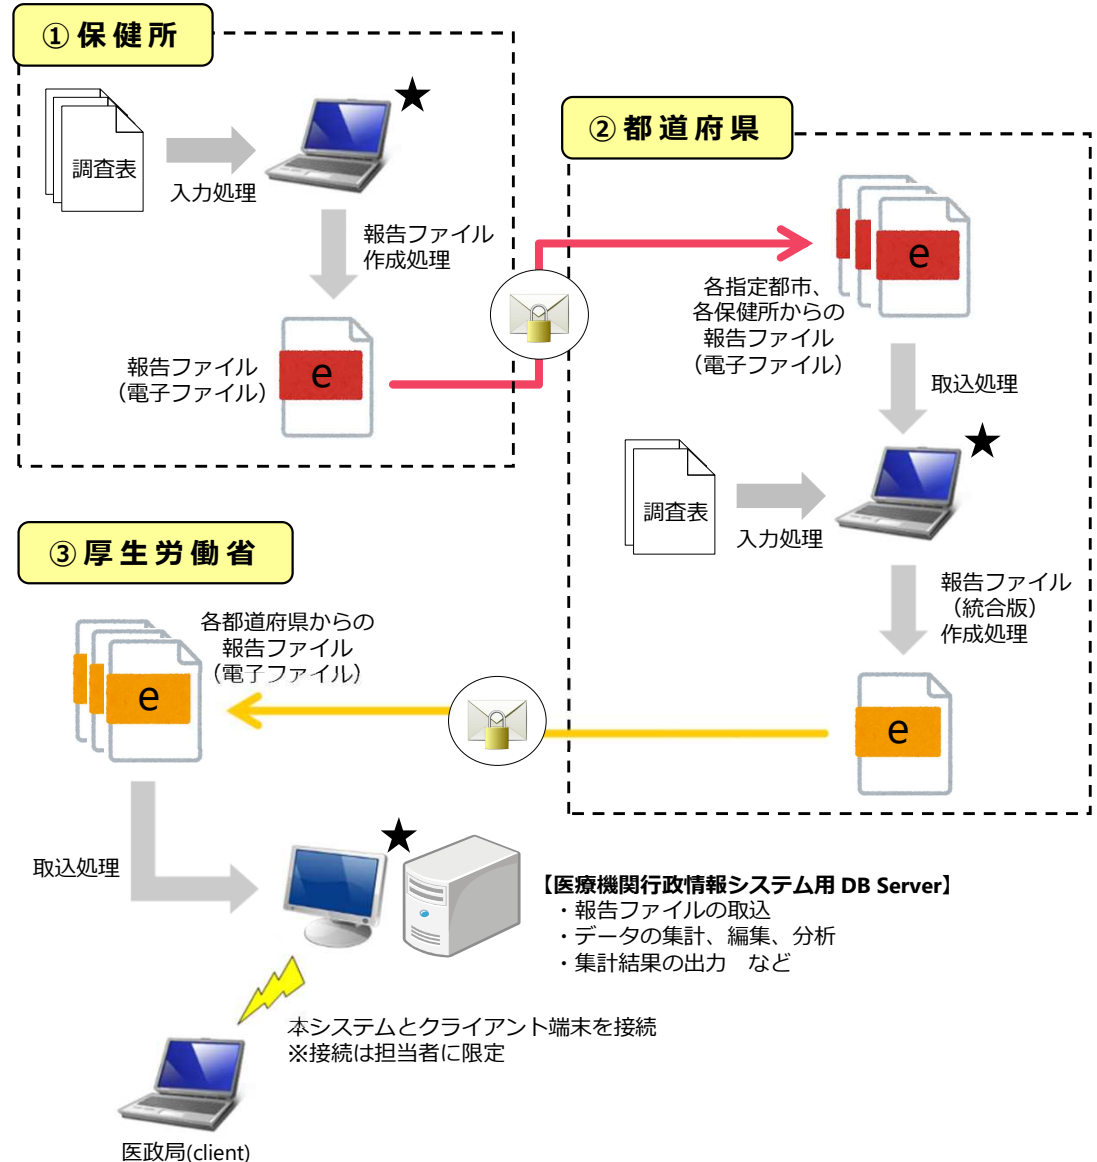 ①保健所
調査表
入力処理
報告ファイル
作成処理
報告ファイル
（電子ファイル）
e
②都道府県
e
各指定都市、
各保健所からの
報告ファイル
（電子ファイル）
取込処理
調査表
入力処理
報告ファイル
（統合版）
作成処理
e
③厚生労働省
各都道府県からの
報告ファイル
（電子ファイル）
e
取込処理
【医療機関行政情報システム用 DB Server】
・報告ファイルの取込
・データの集計、編集、分析
・集計結果の出力　など
本システムとクライアント端末を接続
※接続は担当者に限定
医政局(client)